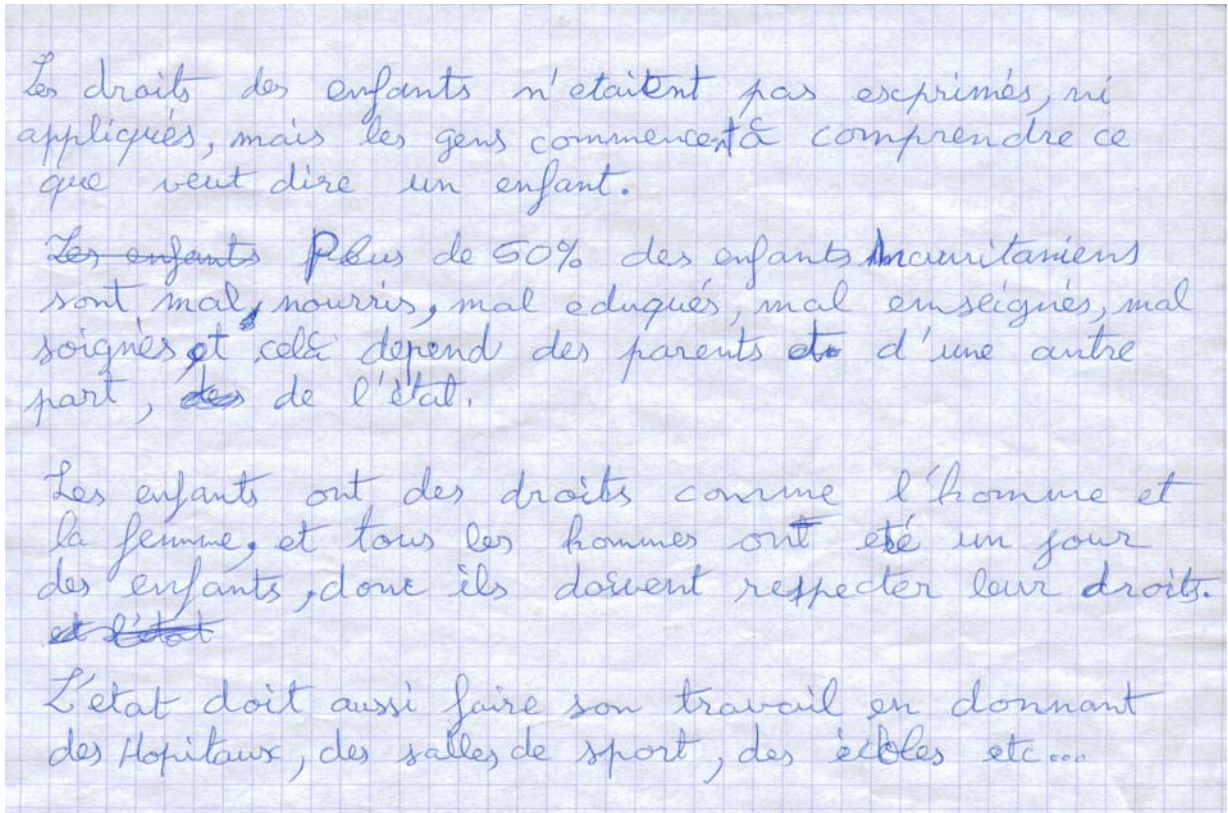 Les droits des enfants n'etaitent pas exprimés, ni
appliqués, mais les gens commencent à comprendre ce
que veut dire un enfant.
Les enfants Plus de 50% des enfants mauritaniens
sont mal, nourris, mal eduqués, mal enseignés, mal
soignés et celà depend des parents et d'une autre
part, des de l'état.
Les enfants ont des droits comme l'homme et
la femme, et tous les hommes ont eté un jour
des enfants, donc ils doivent respecter leur droits.
et l'état
L'etat doit aussi faire son travail en donnant
des Hopitaux, des salles de sport, des écoles etc...